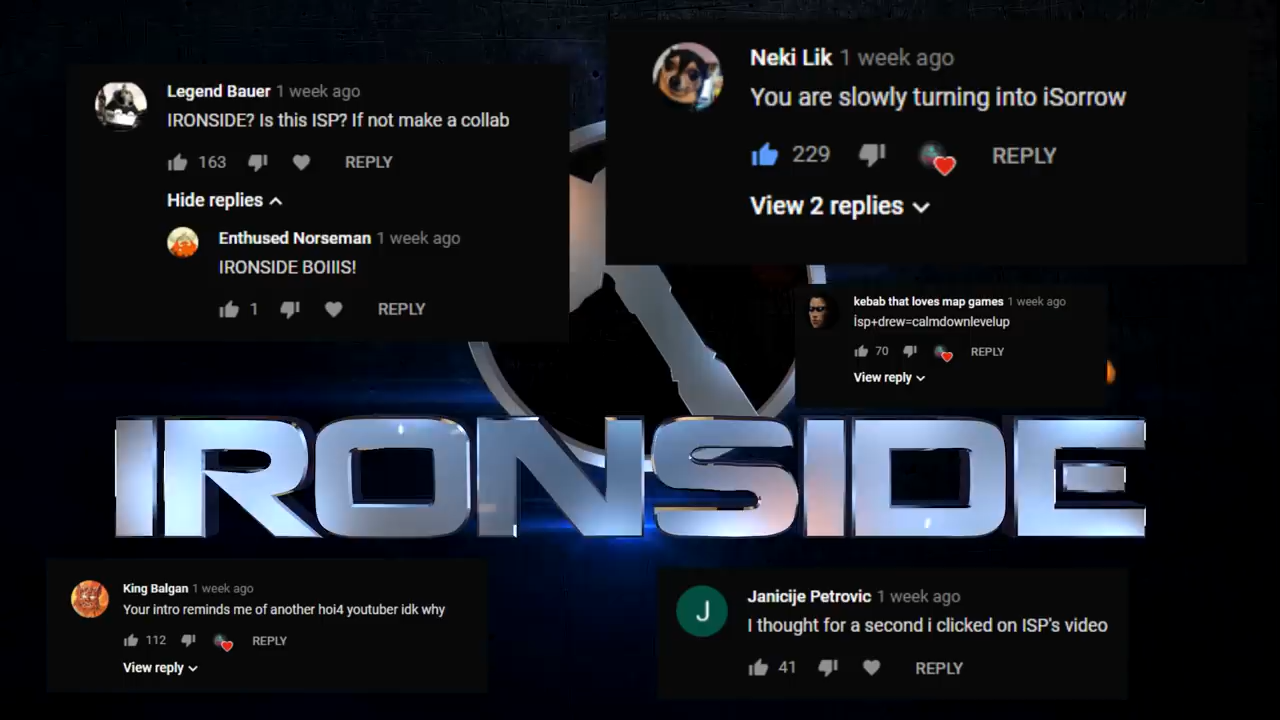 Legend Bauer 1 week ago
IRONSIDE? Is this ISP? If not make a collab
163 REPLY
Hide replies
Enthused Norseman 1 week ago
IRONSIDE BOIIIS!
1 REPLY
Neki Lik 1 week ago
You are slowly turning into iSorrow
229 REPLY
View 2 replies
kebab that loves map games 1 week ago
İsp+drew=calmdownlevelup
70 REPLY
View reply
IRONSIDE
King Balgan 1 week ago
Your intro reminds me of another hoi4 youtuber idk why
112 REPLY
View reply
J
Janicije Petrovic 1 week ago
I thought for a second i clicked on ISP's video
41 REPLY